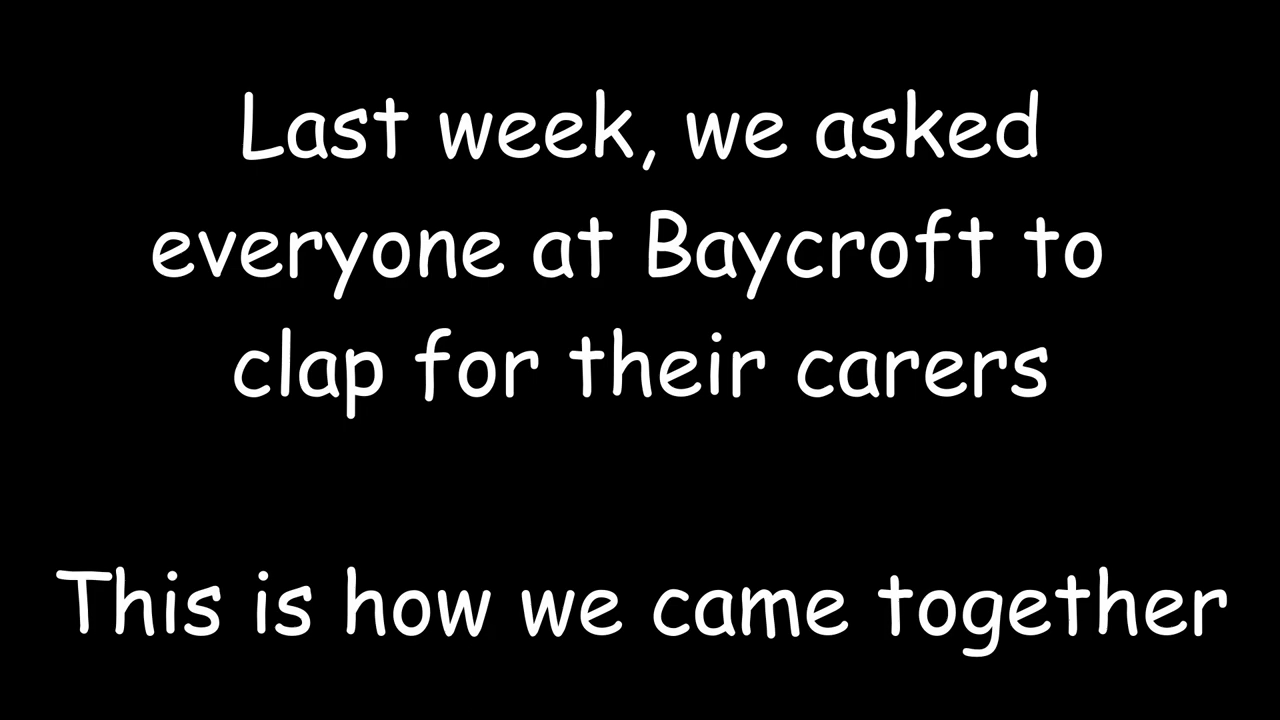 Last week, we asked
everyone at Baycroft to
clap for their carers
This is how we came together